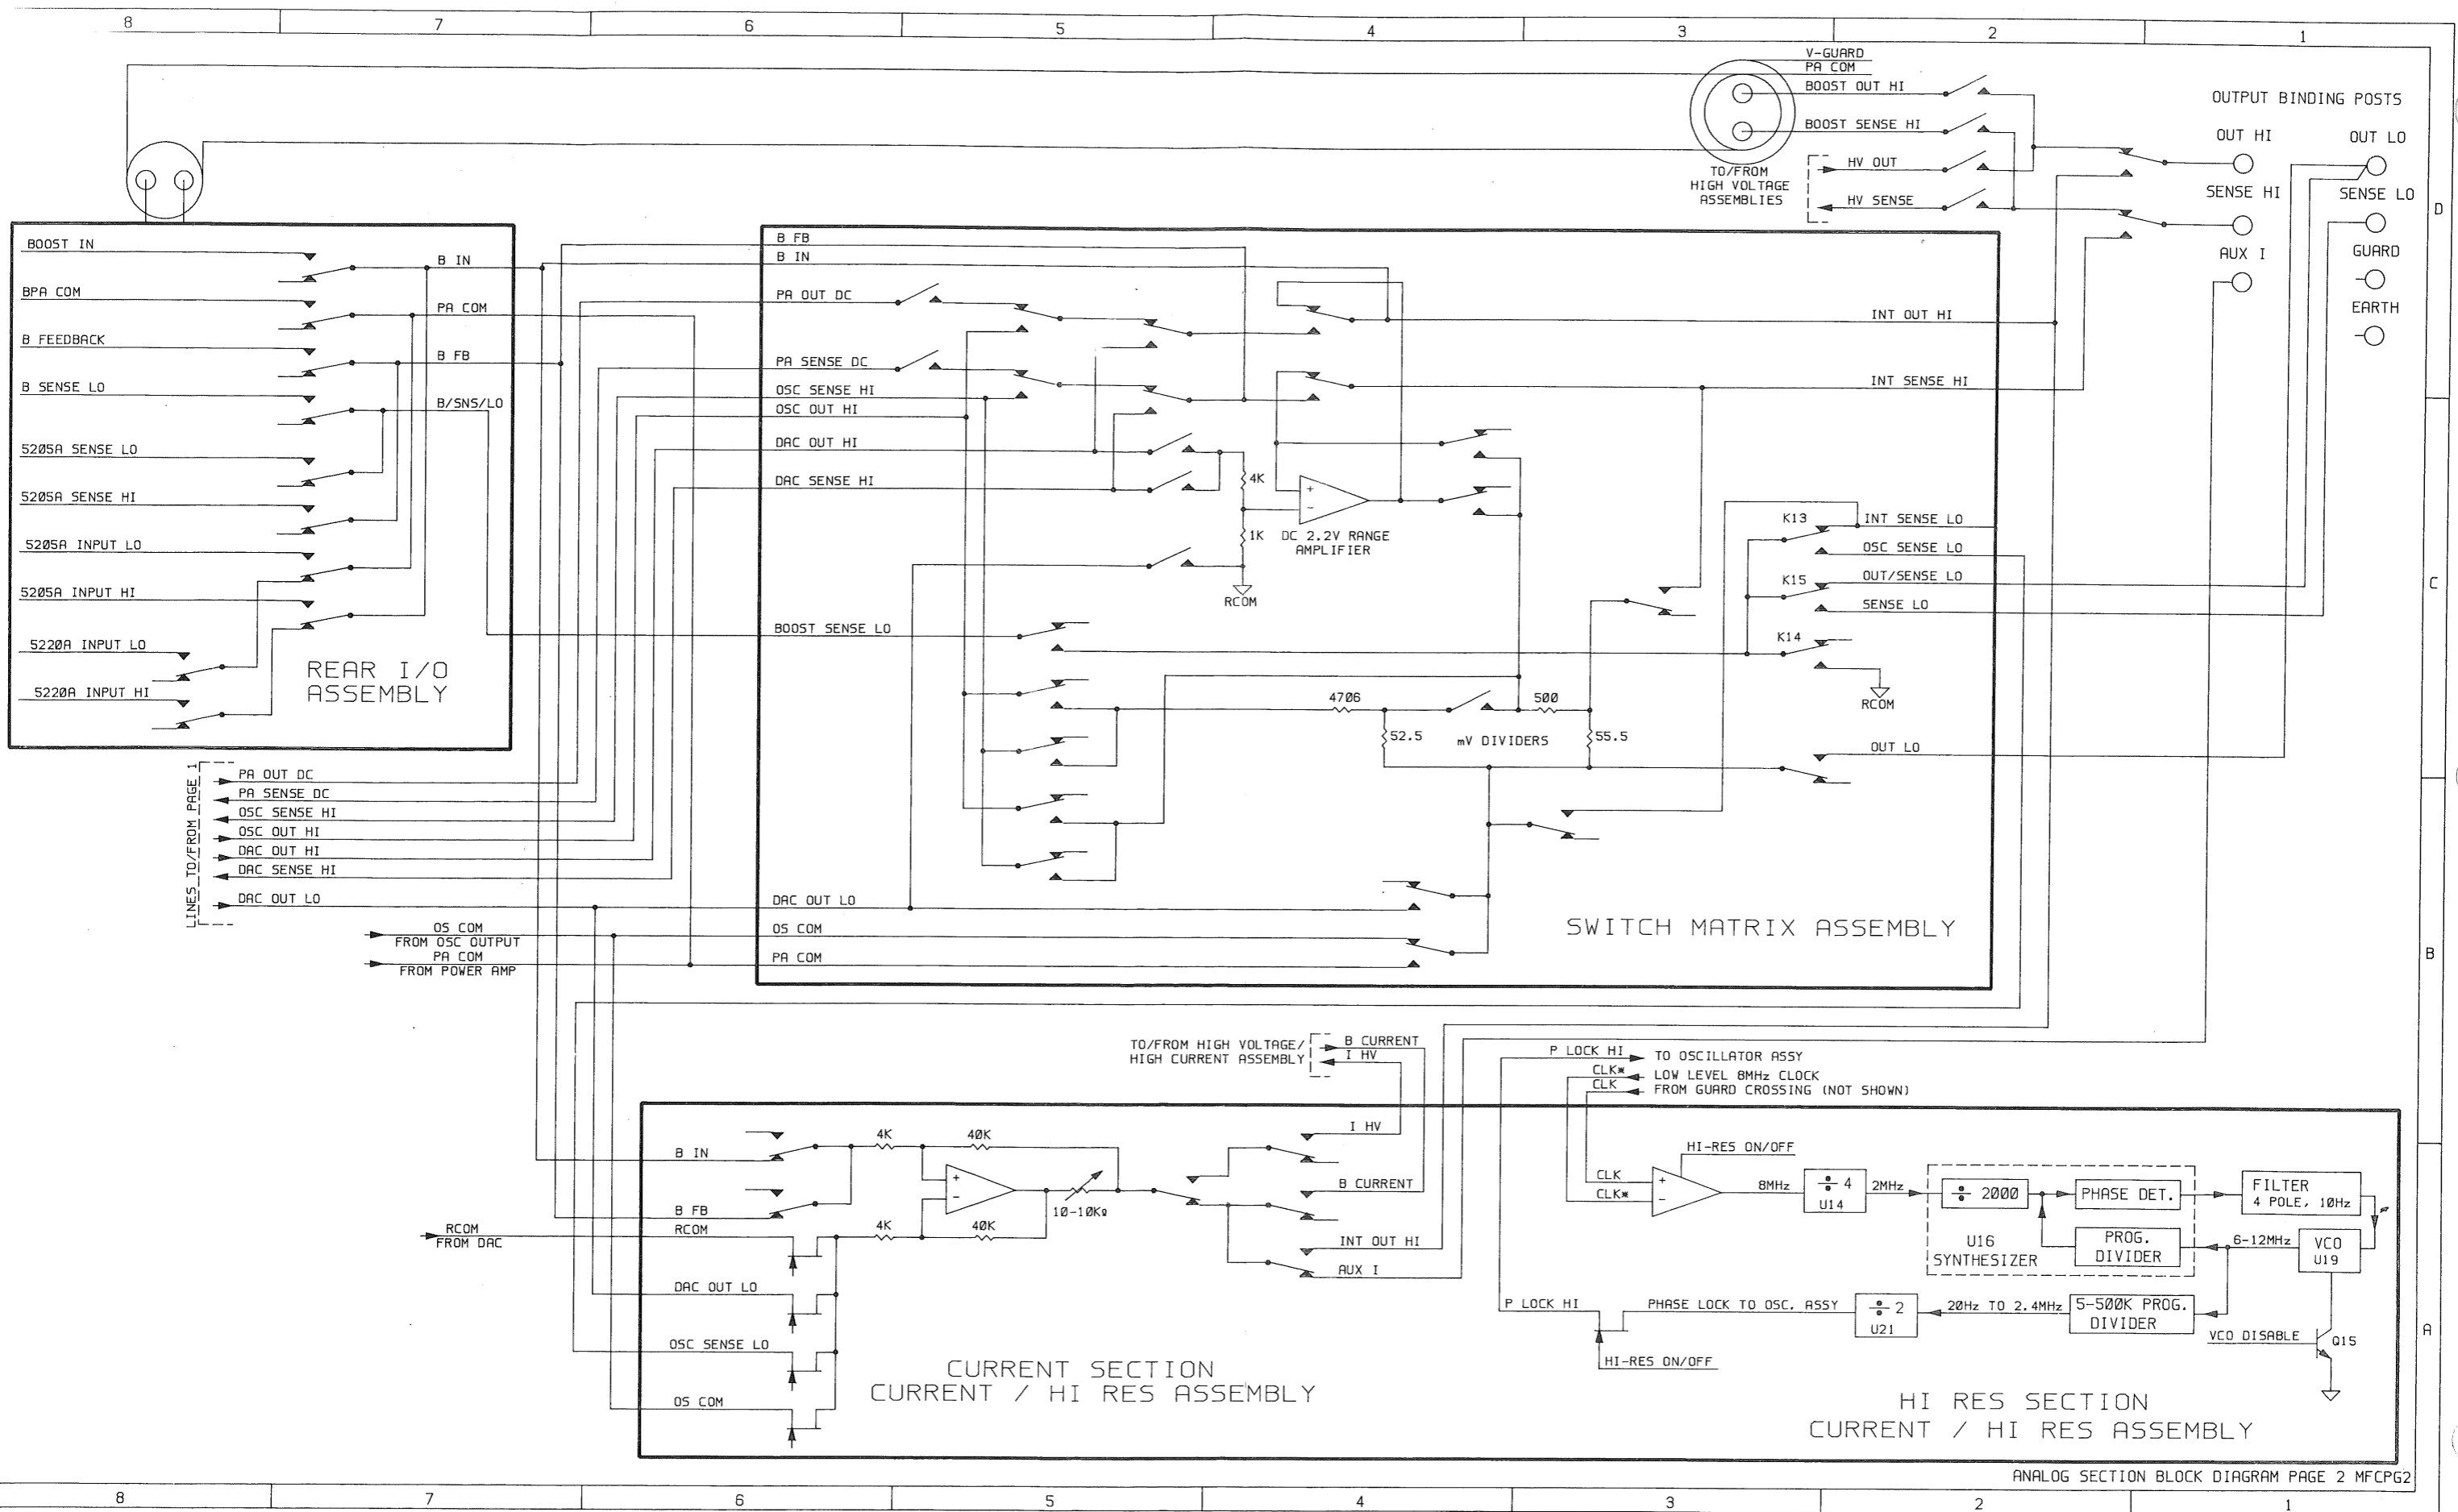 8 7 6 5 4 3 2 1
V-GUARD
PA COM
BOOST OUT HI
BOOST SENSE HI
HV OUT
HV SENSE
TO/FROM
HIGH VOLTAGE
ASSEMBLIES
OUTPUT BINDING POSTS
OUT HI
OUT LO
SENSE HI
SENSE LO
AUX I
GUARD
EARTH
D
C
B
A
BOOST IN
B IN
BPA COM
PA COM
B FEEDBACK
B FB
B SENSE LO
B/SNS/LO
5205A SENSE LO
5205A SENSE HI
5205A INPUT LO
5205A INPUT HI
5220A INPUT LO
5220A INPUT HI
REAR I/O
ASSEMBLY
B FB
B IN
PA OUT DC
PA SENSE DC
OSC SENSE HI
OSC OUT HI
DAC OUT HI
DAC SENSE HI
4K
1K
DC 2.2V RANGE
AMPLIFIER
+
-
RCOM
INT OUT HI
INT SENSE HI
K13
INT SENSE LO
OSC SENSE LO
K15
OUT/SENSE LO
SENSE LO
K14
RCOM
BOOST SENSE LO
4706
500
52.5
mV DIVIDERS
55.5
OUT LO
LINES TO/FROM PAGE 1
PA OUT DC
PA SENSE DC
OSC SENSE HI
OSC OUT HI
DAC OUT HI
DAC SENSE HI
DAC OUT LO
DAC OUT LO
OS COM
FROM OSC OUTPUT
PA COM
FROM POWER AMP
OS COM
PA COM
SWITCH MATRIX ASSEMBLY
TO/FROM HIGH VOLTAGE/
HIGH CURRENT ASSEMBLY
B CURRENT
I HV
P LOCK HI
TO OSCILLATOR ASSY
CLK*
LOW LEVEL 8MHz CLOCK
CLK
FROM GUARD CROSSING (NOT SHOWN)
B IN
B FB
RCOM
FROM DAC
RCOM
DAC OUT LO
OSC SENSE LO
OS COM
4K
40K
+
-
10-10KΩ
4K
40K
I HV
B CURRENT
INT OUT HI
AUX I
CURRENT SECTION
CURRENT / HI RES ASSEMBLY
HI-RES ON/OFF
CLK
CLK*
+
-
8MHz
÷ 4
U14
2MHz
÷ 2000
PHASE DET.
FILTER
4 POLE, 10Hz
U16
SYNTHESIZER
PROG.
DIVIDER
6-12MHz
VCO
U19
P LOCK HI
PHASE LOCK TO OSC. ASSY
÷ 2
U21
20Hz TO 2.4MHz
5-500K PROG.
DIVIDER
VCO DISABLE
Q15
HI-RES ON/OFF
HI RES SECTION
CURRENT / HI RES ASSEMBLY
ANALOG SECTION BLOCK DIAGRAM PAGE 2 MFCPG2
8 7 6 5 4 3 2 1